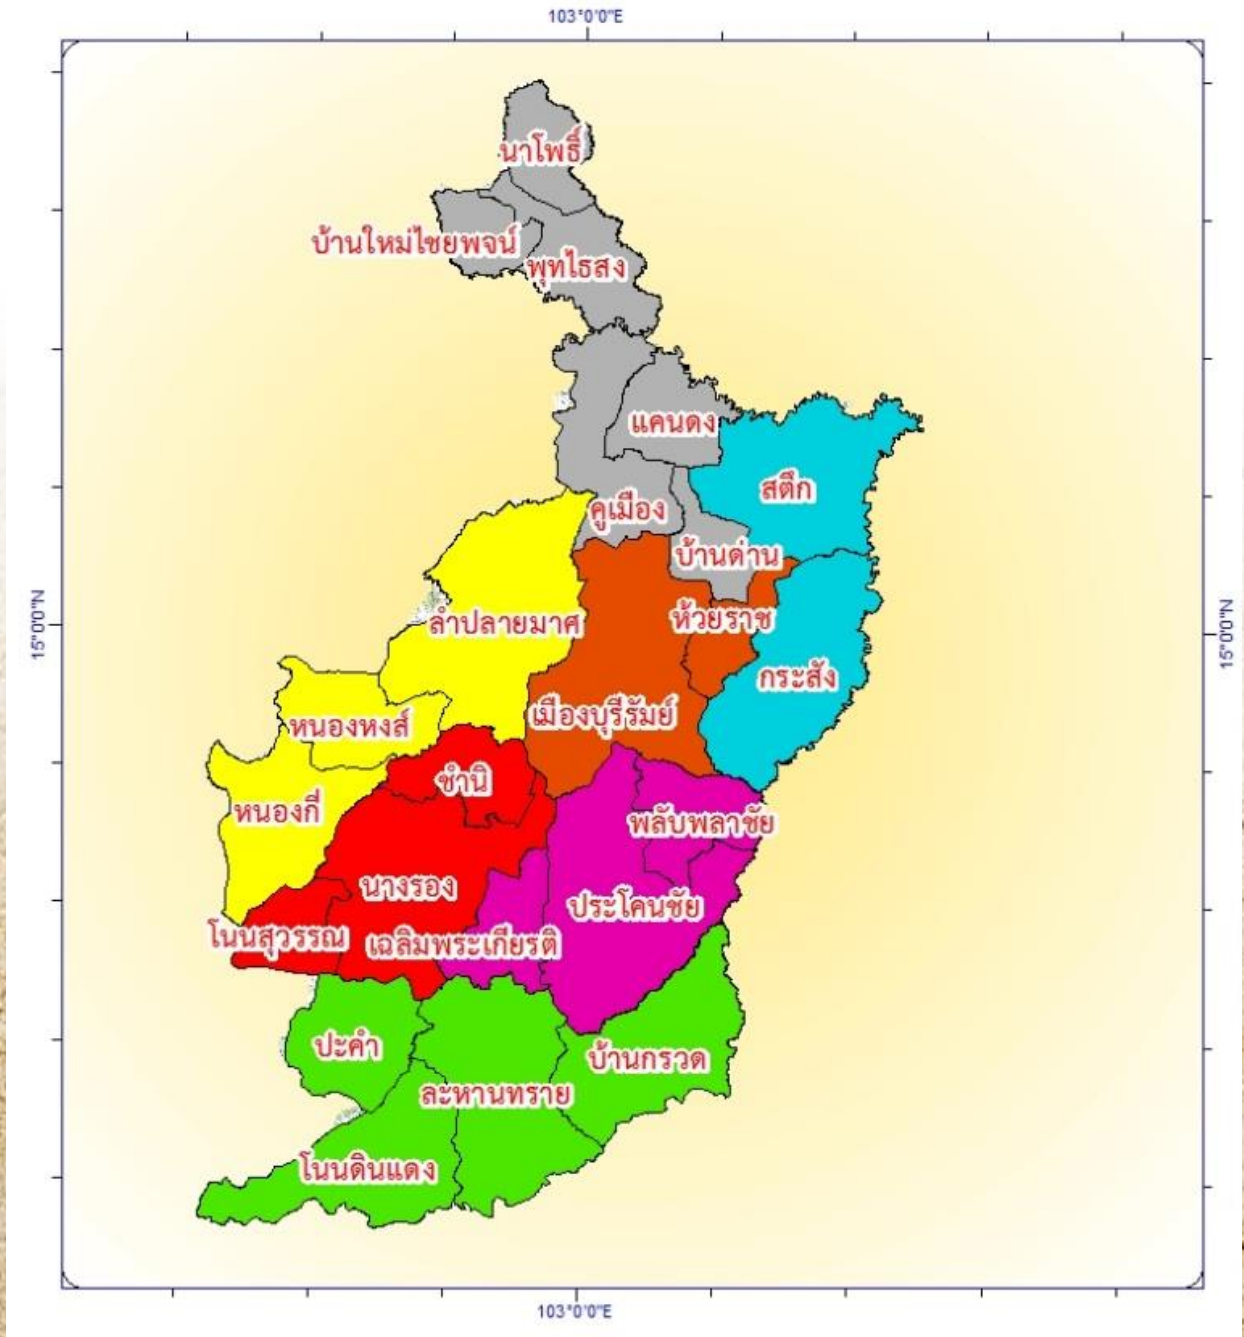 103°0'0"E
นาโพธิ์
บ้านใหม่ไชยพจน์
พุทไธสง
แคนดง
สตึก
คูเมือง
บ้านด่าน
15°0'0"N
ลำปลายมาศ
ห้วยราช
15°0'0"N
กระสัง
หนองหงส์
เมืองบุรีรัมย์
ชำนิ
หนองกี่
พลับพลาชัย
นางรอง
ประโคนชัย
โนนสุวรรณ
เฉลิมพระเกียรติ
ปะคำ
บ้านกรวด
ละหานทราย
โนนดินแดง
103°0'0"E